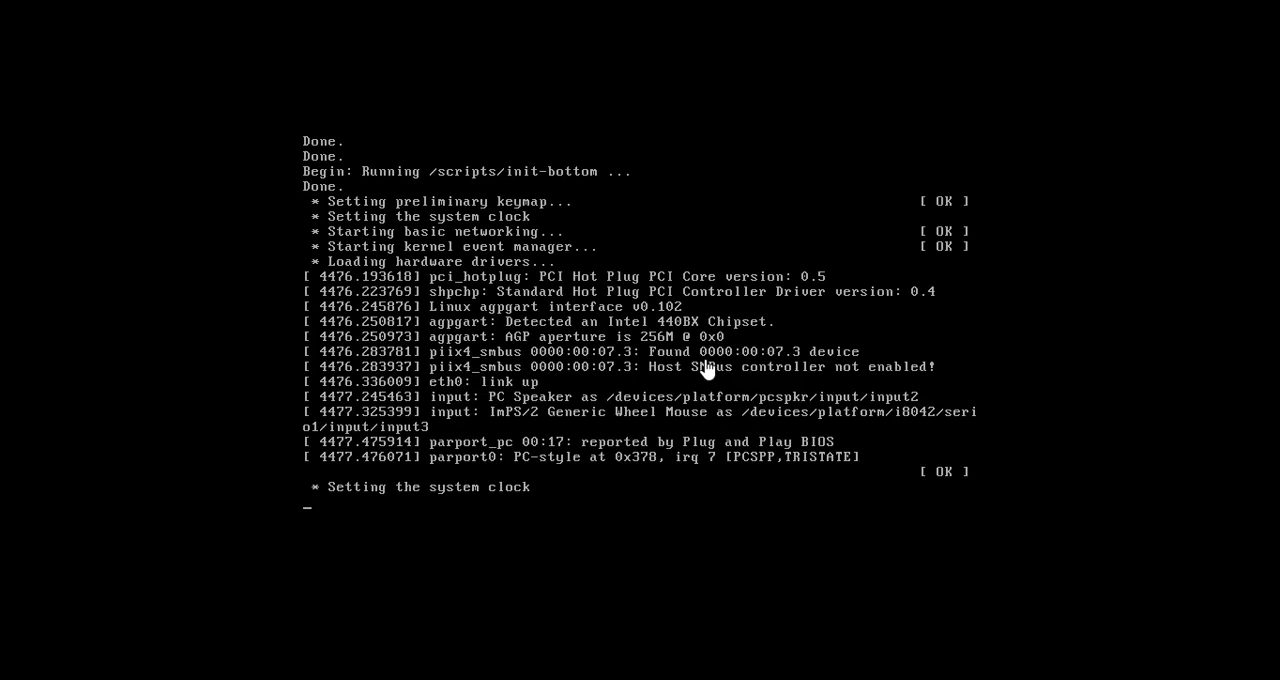 Done.
Done.
Begin: Running /scripts/init-bottom ...
Done.
 * Setting preliminary keymap... [ OK ]
 * Setting the system clock
 * Starting basic networking... [ OK ]
 * Starting kernel event manager... [ OK ]
 * Loading hardware drivers...
[ 4476.193618] pci_hotplug: PCI Hot Plug PCI Core version: 0.5
[ 4476.223769] shpchp: Standard Hot Plug PCI Controller Driver version: 0.4
[ 4476.245876] Linux agpgart interface v0.102
[ 4476.250817] agpgart: Detected an Intel 440BX Chipset.
[ 4476.250973] agpgart: AGP aperture is 256M @ 0x0
[ 4476.283781] piix4_smbus 0000:00:07.3: Found 0000:00:07.3 device
[ 4476.283937] piix4_smbus 0000:00:07.3: Host SMBus controller not enabled!
[ 4476.336009] eth0: link up
[ 4477.245463] input: PC Speaker as /devices/platform/pcspkr/input/input2
[ 4477.325399] input: ImPS/2 Generic Wheel Mouse as /devices/platform/i8042/seri
o1/input/input3
[ 4477.475914] parport_pc 00:17: reported by Plug and Play BIOS
[ 4477.476071] parport0: PC-style at 0x378, irq 7 [PCSPP,TRISTATE]
[ OK ]
 * Setting the system clock
_